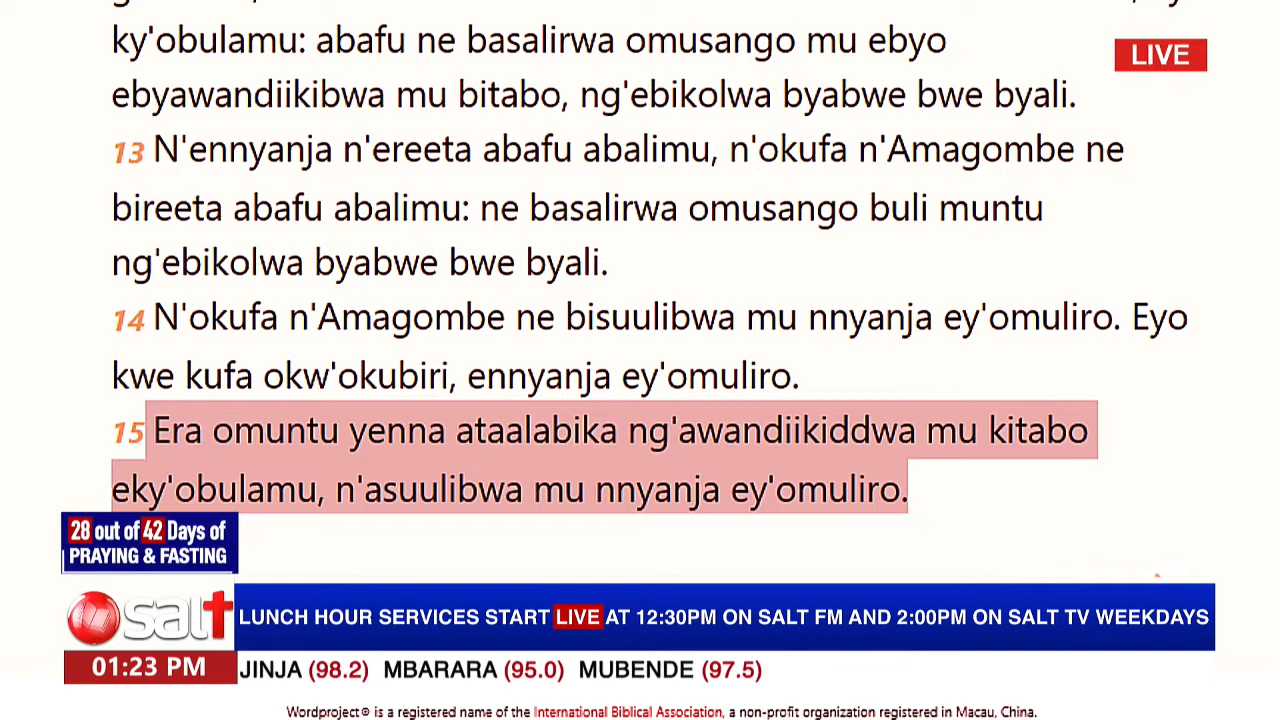 ky'obulamu: abafu ne basalirwa omusango mu ebyo
LIVE
ebyawandiikibwa mu bitabo, ng'ebikolwa byabwe bwe byali.
13 N'ennyanja n'ereeta abafu abalimu, n'okufa n'Amagombe ne
bireeta abafu abalimu: ne basalirwa omusango buli muntu
ng'ebikolwa byabwe bwe byali.
14 N'okufa n'Amagombe ne bisuulibwa mu nnyanja ey'omuliro. Eyo
kwe kufa okw'okubiri, ennyanja ey'omuliro.
15 Era omuntu yenna ataalabika ng'awandiikiddwa mu kitabo
eky'obulamu, n'asuulibwa mu nnyanja ey'omuliro.
28 out of 42 Days of
PRAYING & FASTING
salt
LUNCH HOUR SERVICES START LIVE AT 12:30PM ON SALT FM AND 2:00PM ON SALT TV WEEKDAYS
01:23 PM
JINJA (98.2) MBARARA (95.0) MUBENDE (97.5)
Wordproject® is a registered name of the International Biblical Association, a non-profit organization registered in Macau, China.